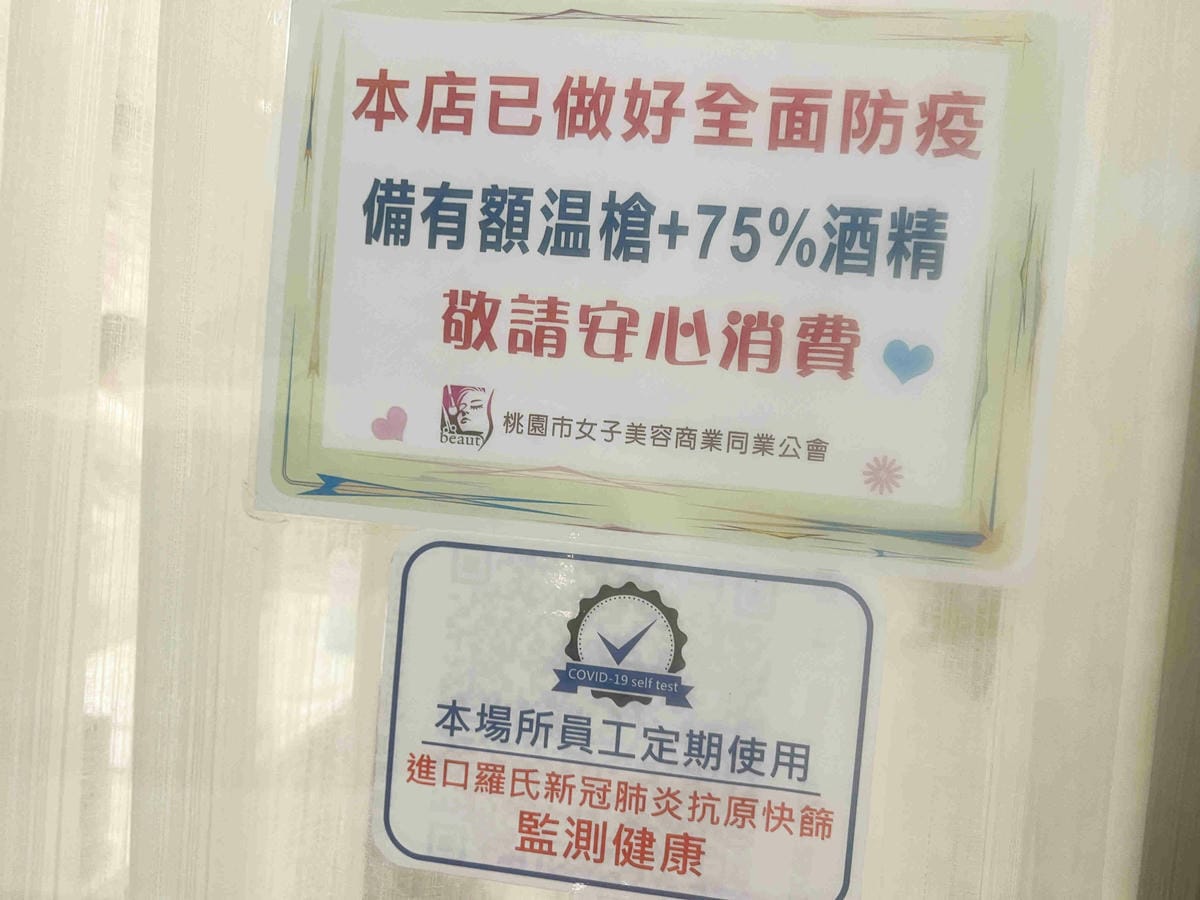 本店已做好全面防疫
備有額温槍+75%酒精
敬請安心消費
beauty
桃園市女子美容商業同業公會
COVID-19 self test
本場所員工定期使用
進口羅氏新冠肺炎抗原快篩
監測健康